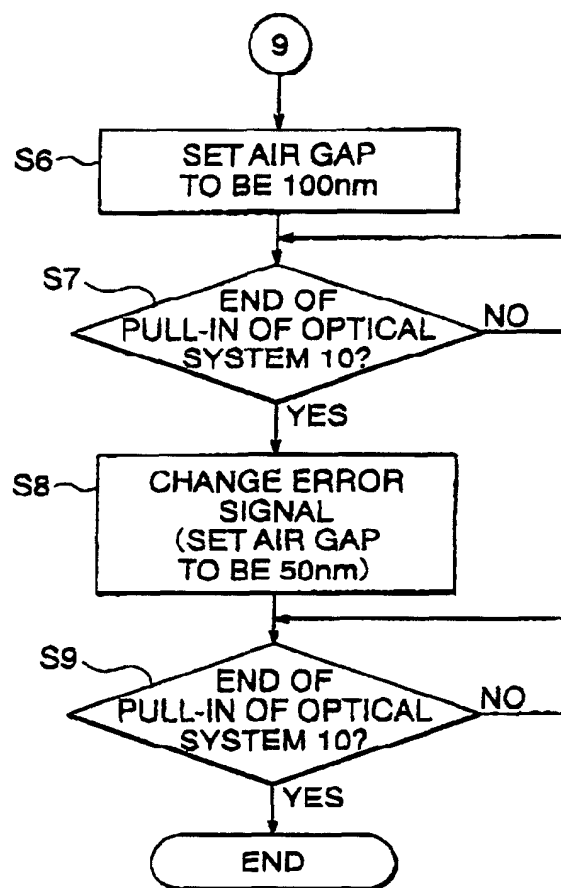 9
S6
SET AIR GAP
TO BE 100nm
S7
END OF
PULL-IN OF OPTICAL
SYSTEM 10?
NO
YES
S8
CHANGE ERROR
SIGNAL
(SET AIR GAP
TO BE 50nm)
S9
END OF
PULL-IN OF OPTICAL
SYSTEM 10?
NO
YES
END